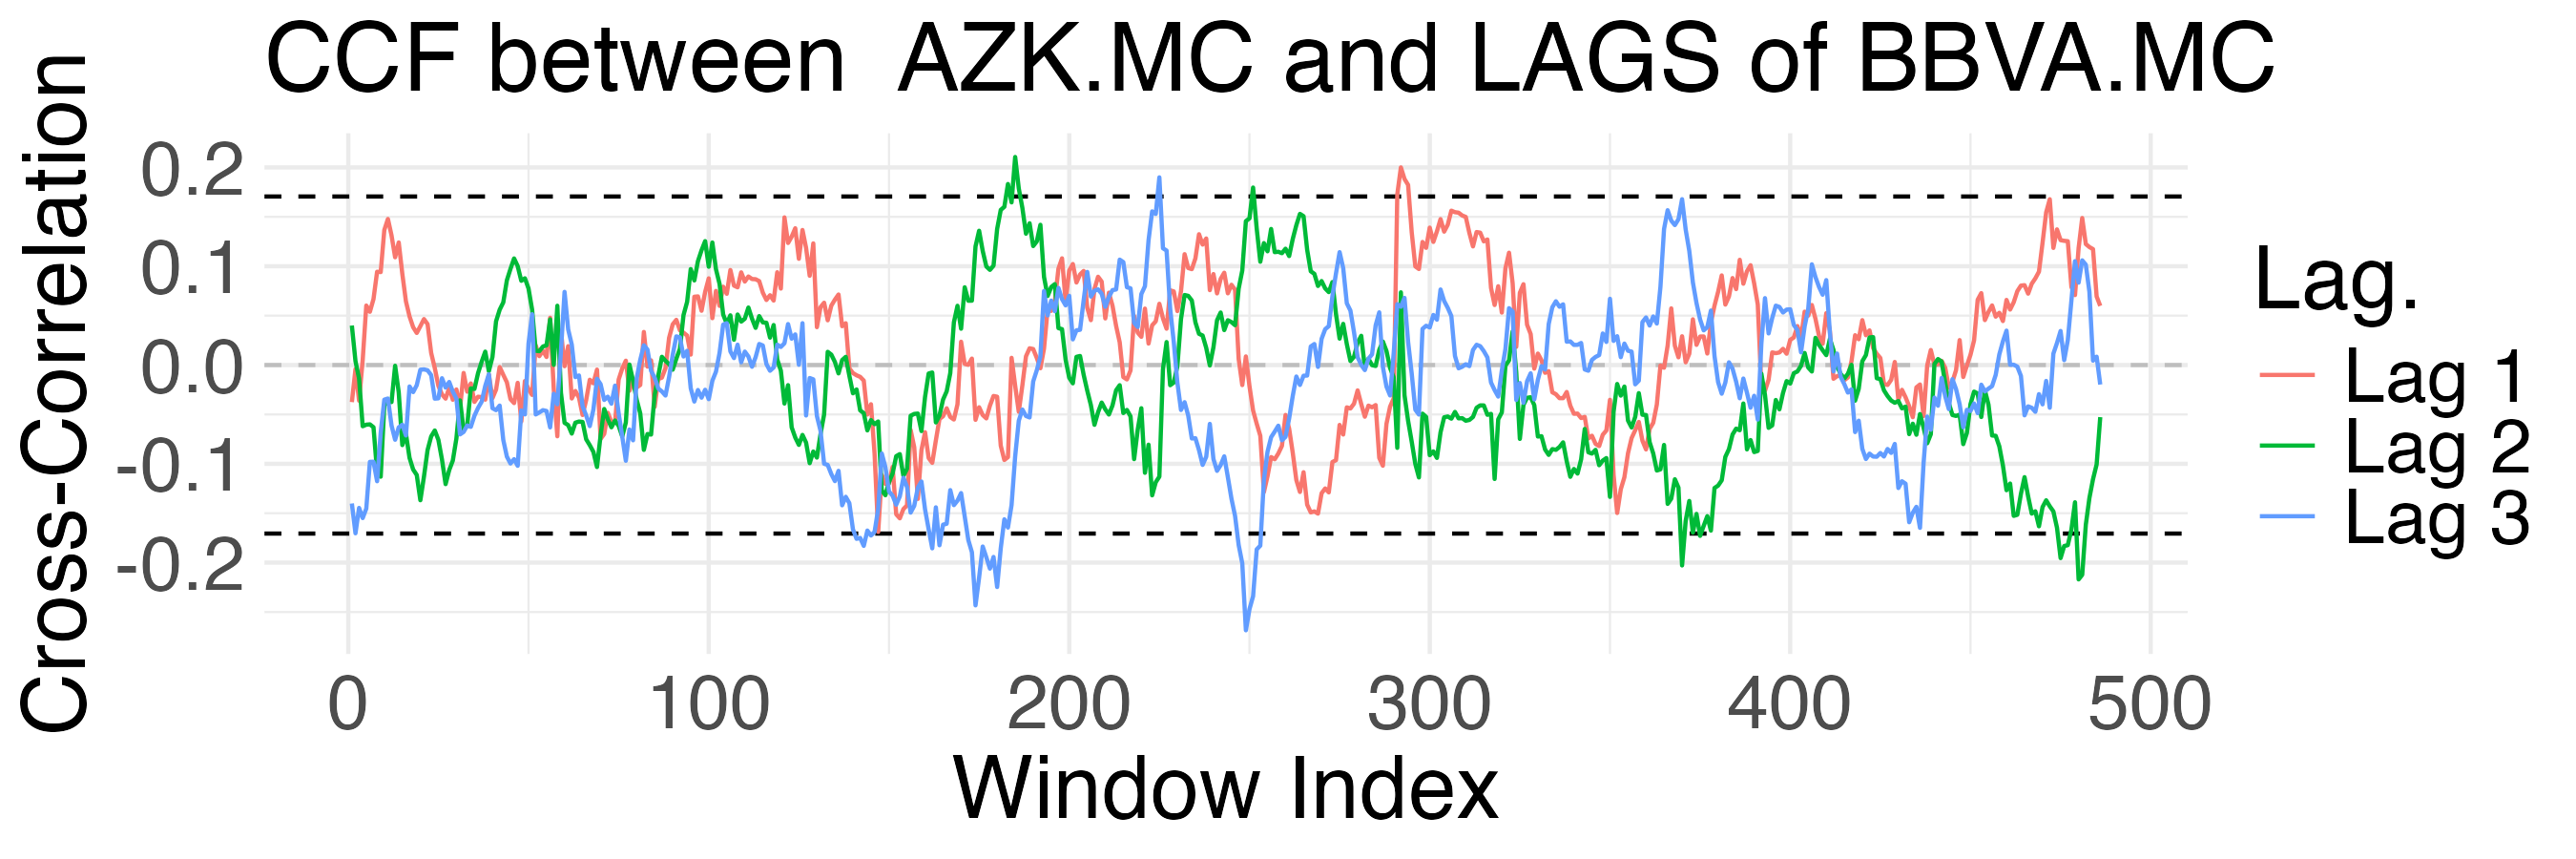 CCF between  AZK.MC and LAGS of BBVA.MC
Cross-Correlation
0.2
0.1
0.0
-0.1
-0.2
0 100 200 300 400 500
Window Index
Lag.
Lag 1
Lag 2
Lag 3